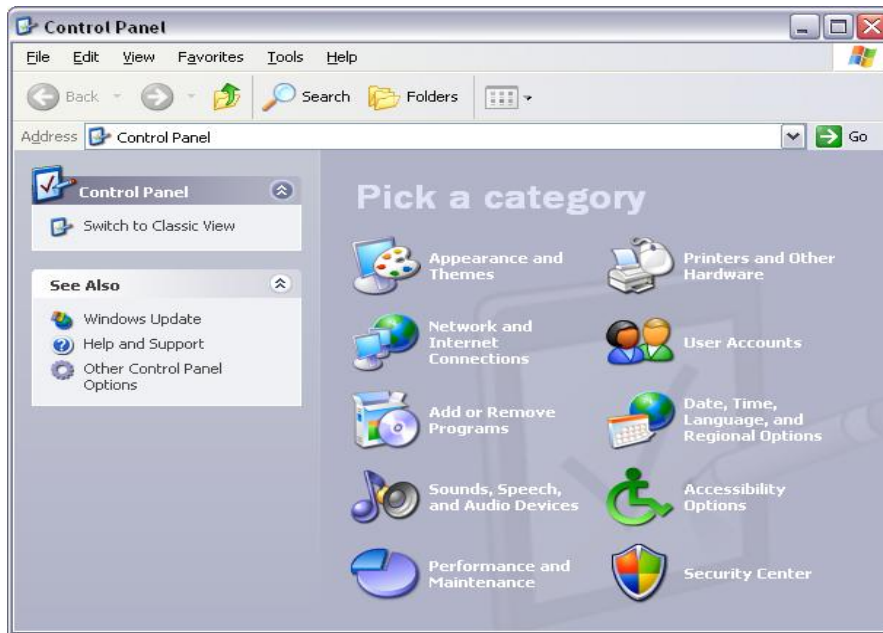 Control Panel
File Edit View Favorites Tools Help
Back Search Folders
Address Control Panel Go
Control Panel
Switch to Classic View
See Also
Windows Update
Help and Support
Other Control Panel
Options
Pick a category
Appearance and
Themes
Printers and Other
Hardware
Network and
Internet
Connections
User Accounts
Add or Remove
Programs
Date, Time,
Language, and
Regional Options
Sounds, Speech,
and Audio Devices
Accessibility
Options
Performance and
Maintenance
Security Center